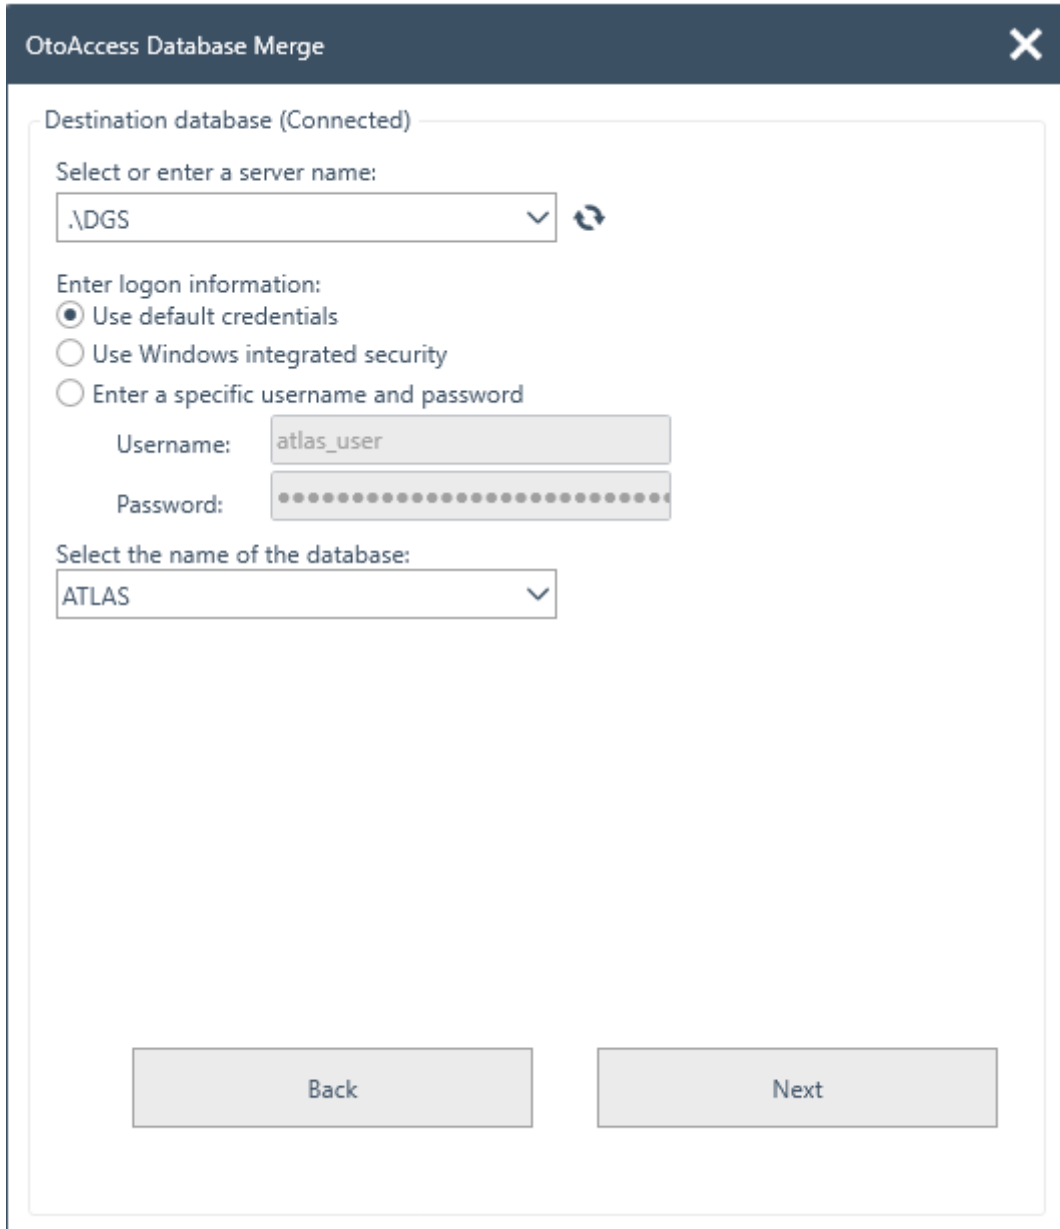 OtoAccess Database Merge
Destination database (Connected)
Select or enter a server name:
.\DGS
Enter logon information:
Use default credentials
Use Windows integrated security
Enter a specific username and password
Username: atlas_user
Password:
Select the name of the database:
ATLAS
Back Next